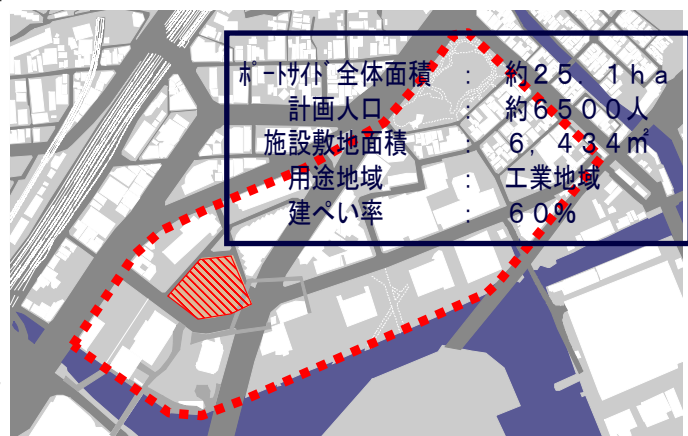 ﾎﾟｰﾄｻｲﾄﾞ全体面積 ： 約２５．１ｈａ
計画人口 ： 約６５００人
施設敷地面積 ： ６，４３４㎡
用途地域 ： 工業地域
建ぺい率 ： ６０％